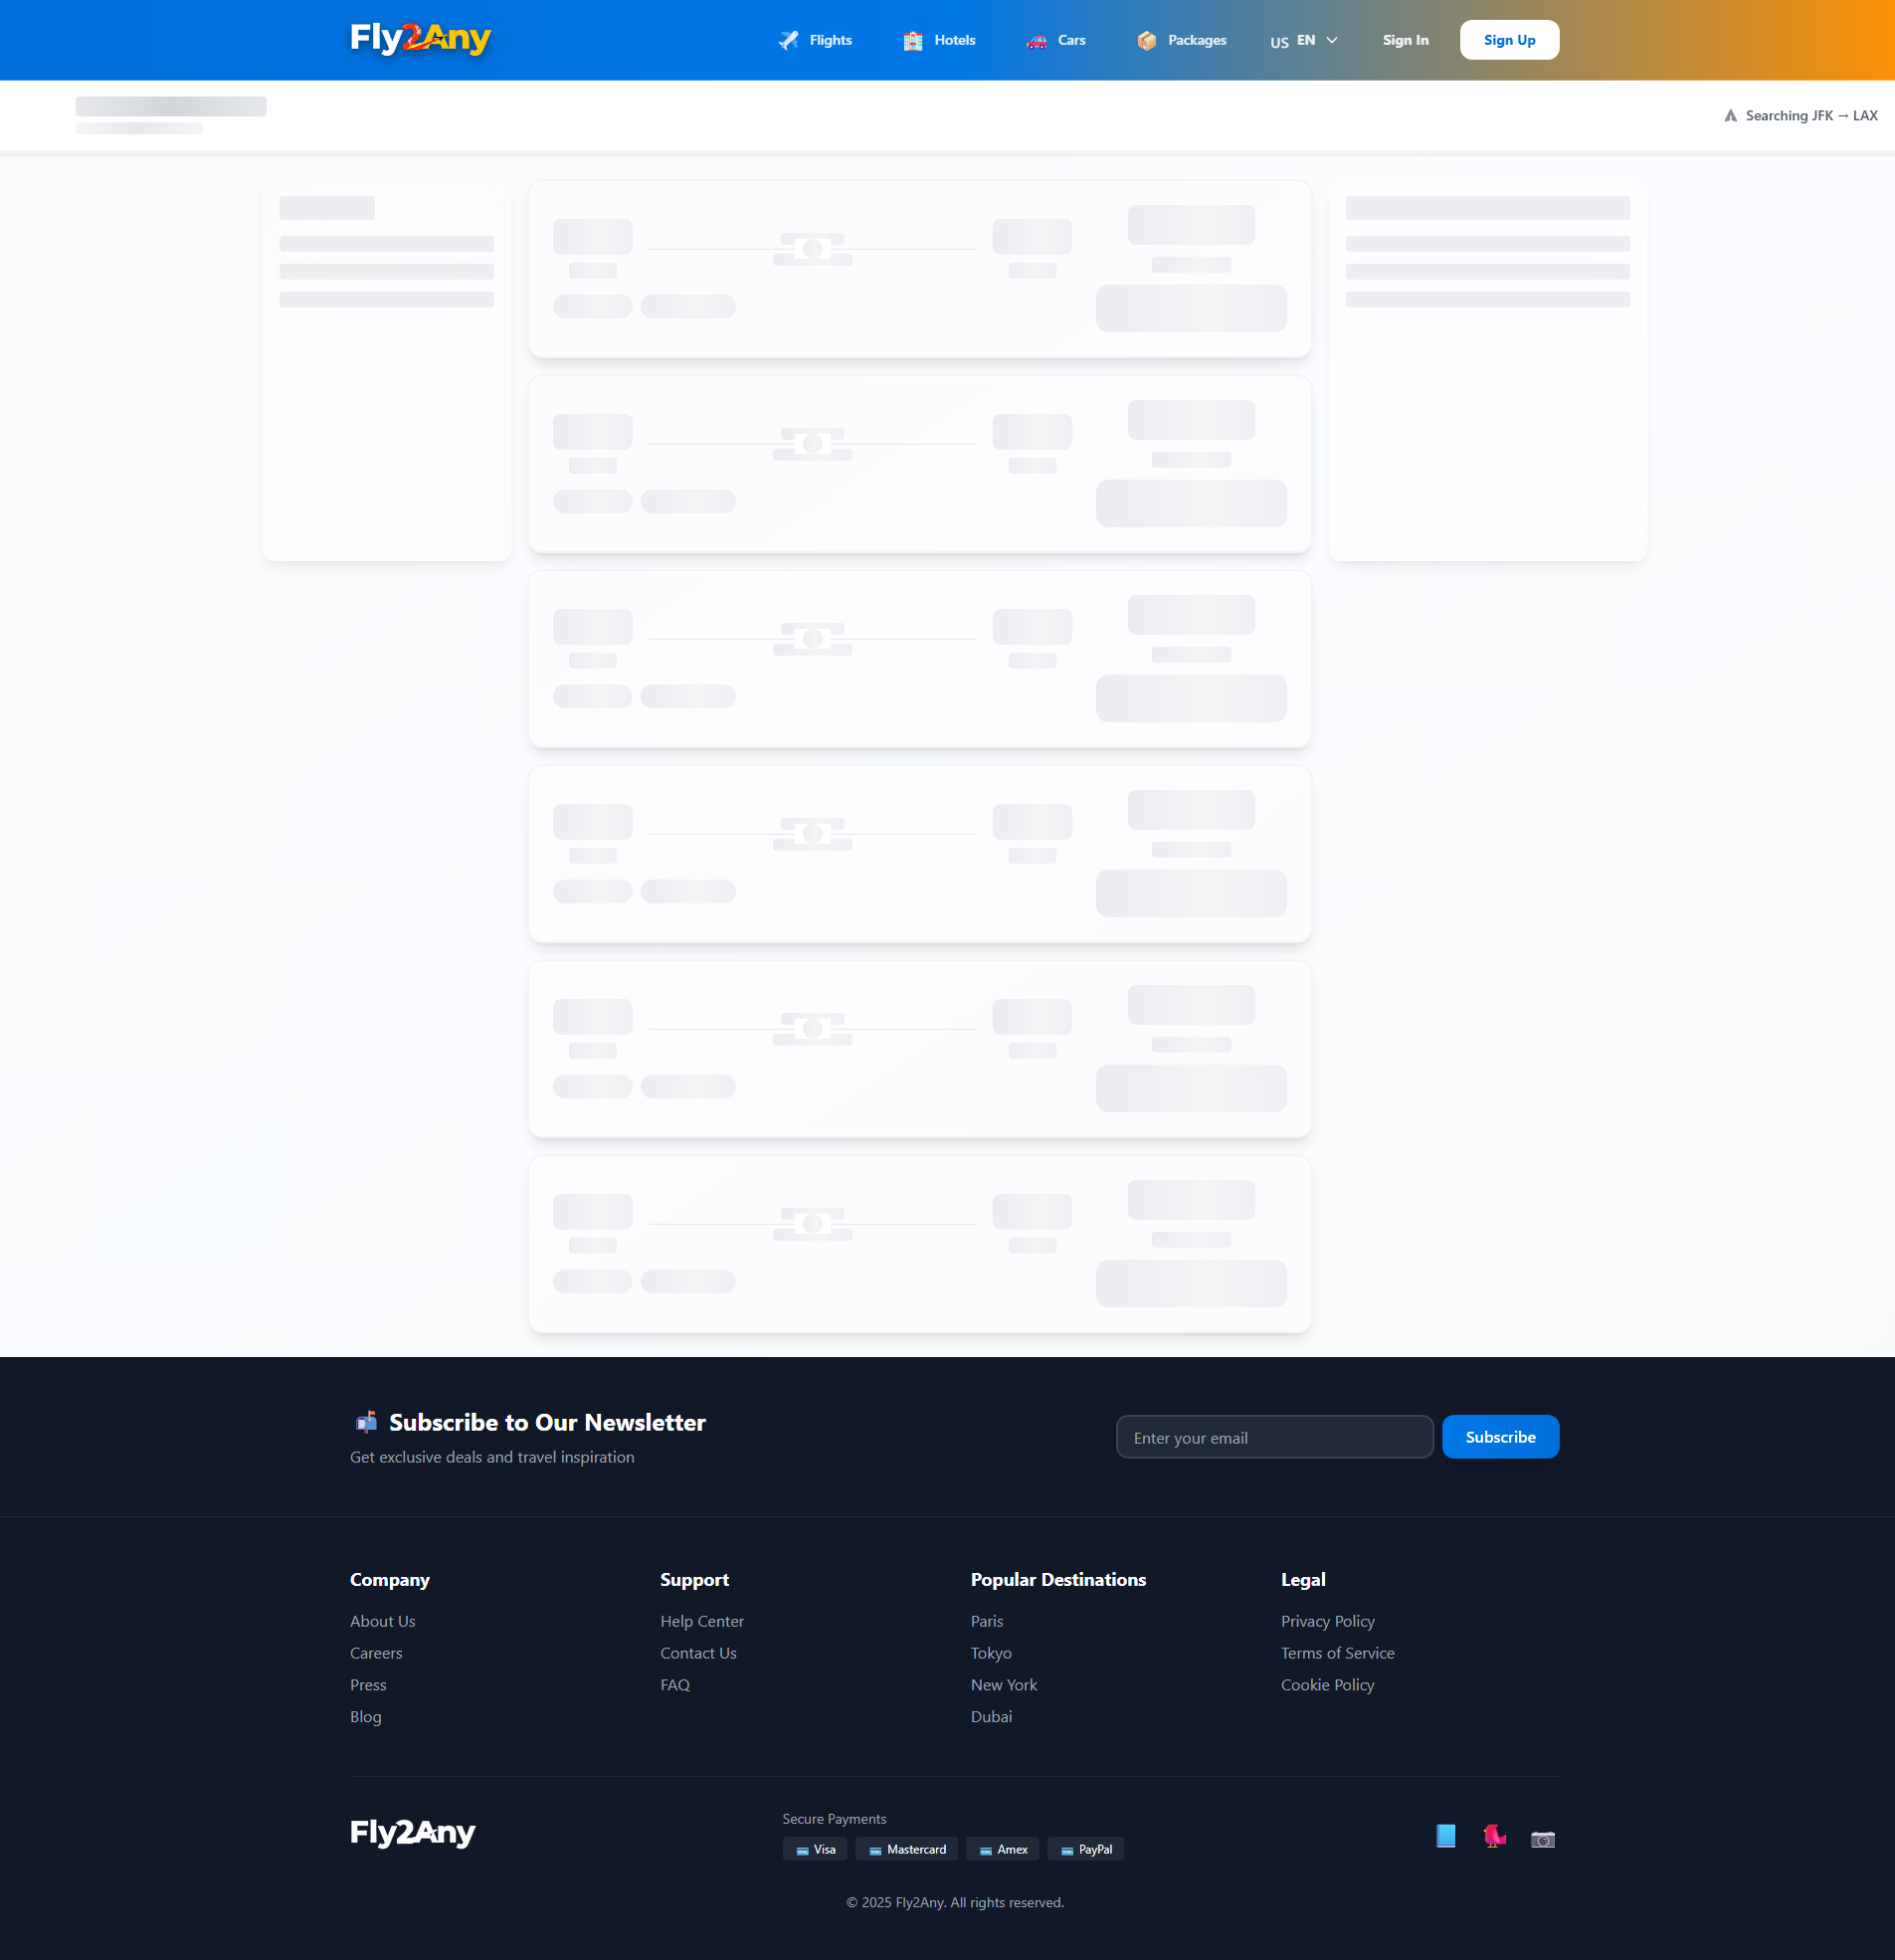 Fly2Any
Flights Hotels Cars Packages US EN Sign In Sign Up
Searching JFK → LAX
Subscribe to Our Newsletter
Get exclusive deals and travel inspiration
Enter your email
Subscribe
Company
About Us
Careers
Press
Blog
Support
Help Center
Contact Us
FAQ
Popular Destinations
Paris
Tokyo
New York
Dubai
Legal
Privacy Policy
Terms of Service
Cookie Policy
Fly2Any
Secure Payments
Visa Mastercard Amex PayPal
© 2025 Fly2Any. All rights reserved.